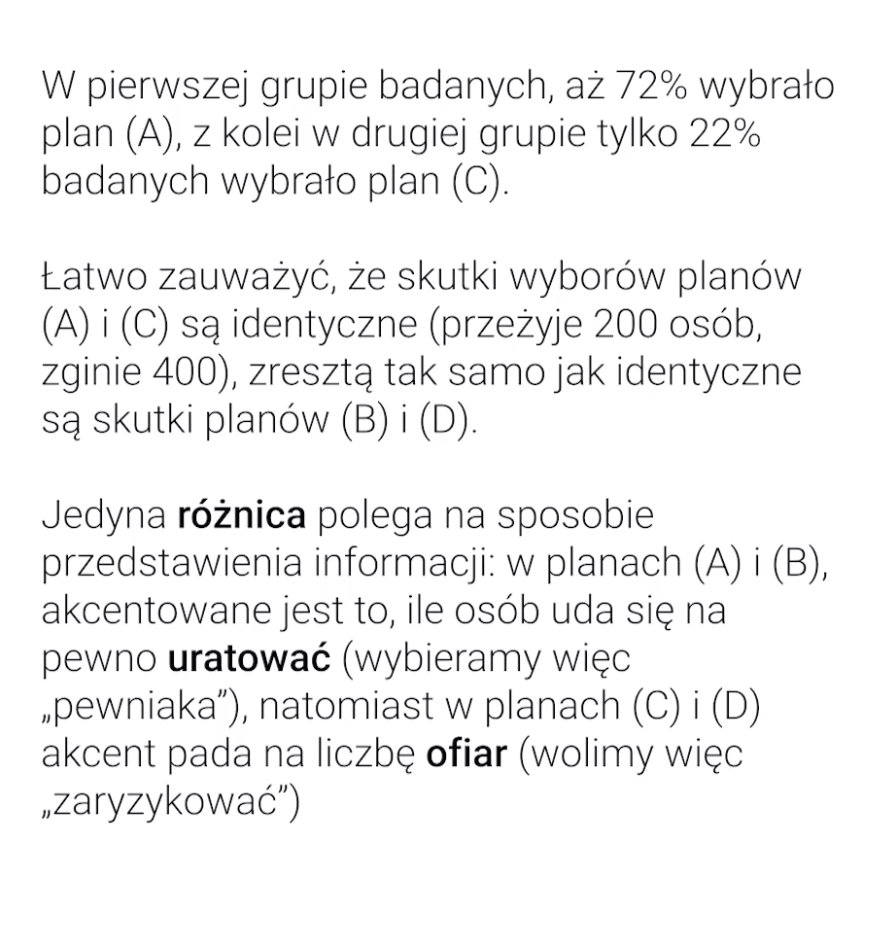 W pierwszej grupie badanych, aż 72% wybrało
plan (A), z kolei w drugiej grupie tylko 22%
badanych wybrało plan (C).
Łatwo zauważyć, że skutki wyborów planów
(A) i (C) są identyczne (przeżyje 200 osób,
zginie 400), zresztą tak samo jak identyczne
są skutki planów (B) i (D).
Jedyna różnica polega na sposobie
przedstawienia informacji: w planach (A) i (B),
akcentowane jest to, ile osób uda się na
pewno uratować (wybieramy więc
„pewniaka”), natomiast w planach (C) i (D)
akcent pada na liczbę ofiar (wolimy więc
„zaryzykować”)